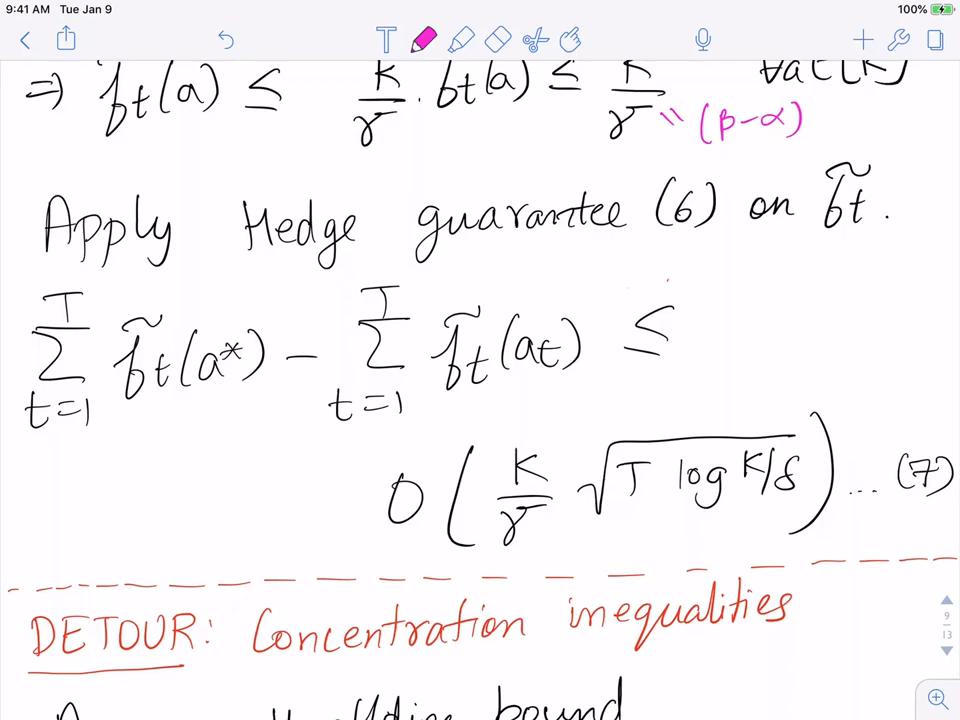 9:41 AM Tue Jan 9 100%
T
⇒ f̃t(a) ≤ K/γ · ft(a) ≤ K/γ ∀a∈[K]
" (β-α)
Apply Hedge guarantee (6) on f̃t.
∑_{t=1}^{T} f̃t(a*) − ∑_{t=1}^{T} f̃t(at) ≤
O( K/γ √(T log K/δ) ) ... (7)
DETOUR: Concentration inequalities
9
13
bound